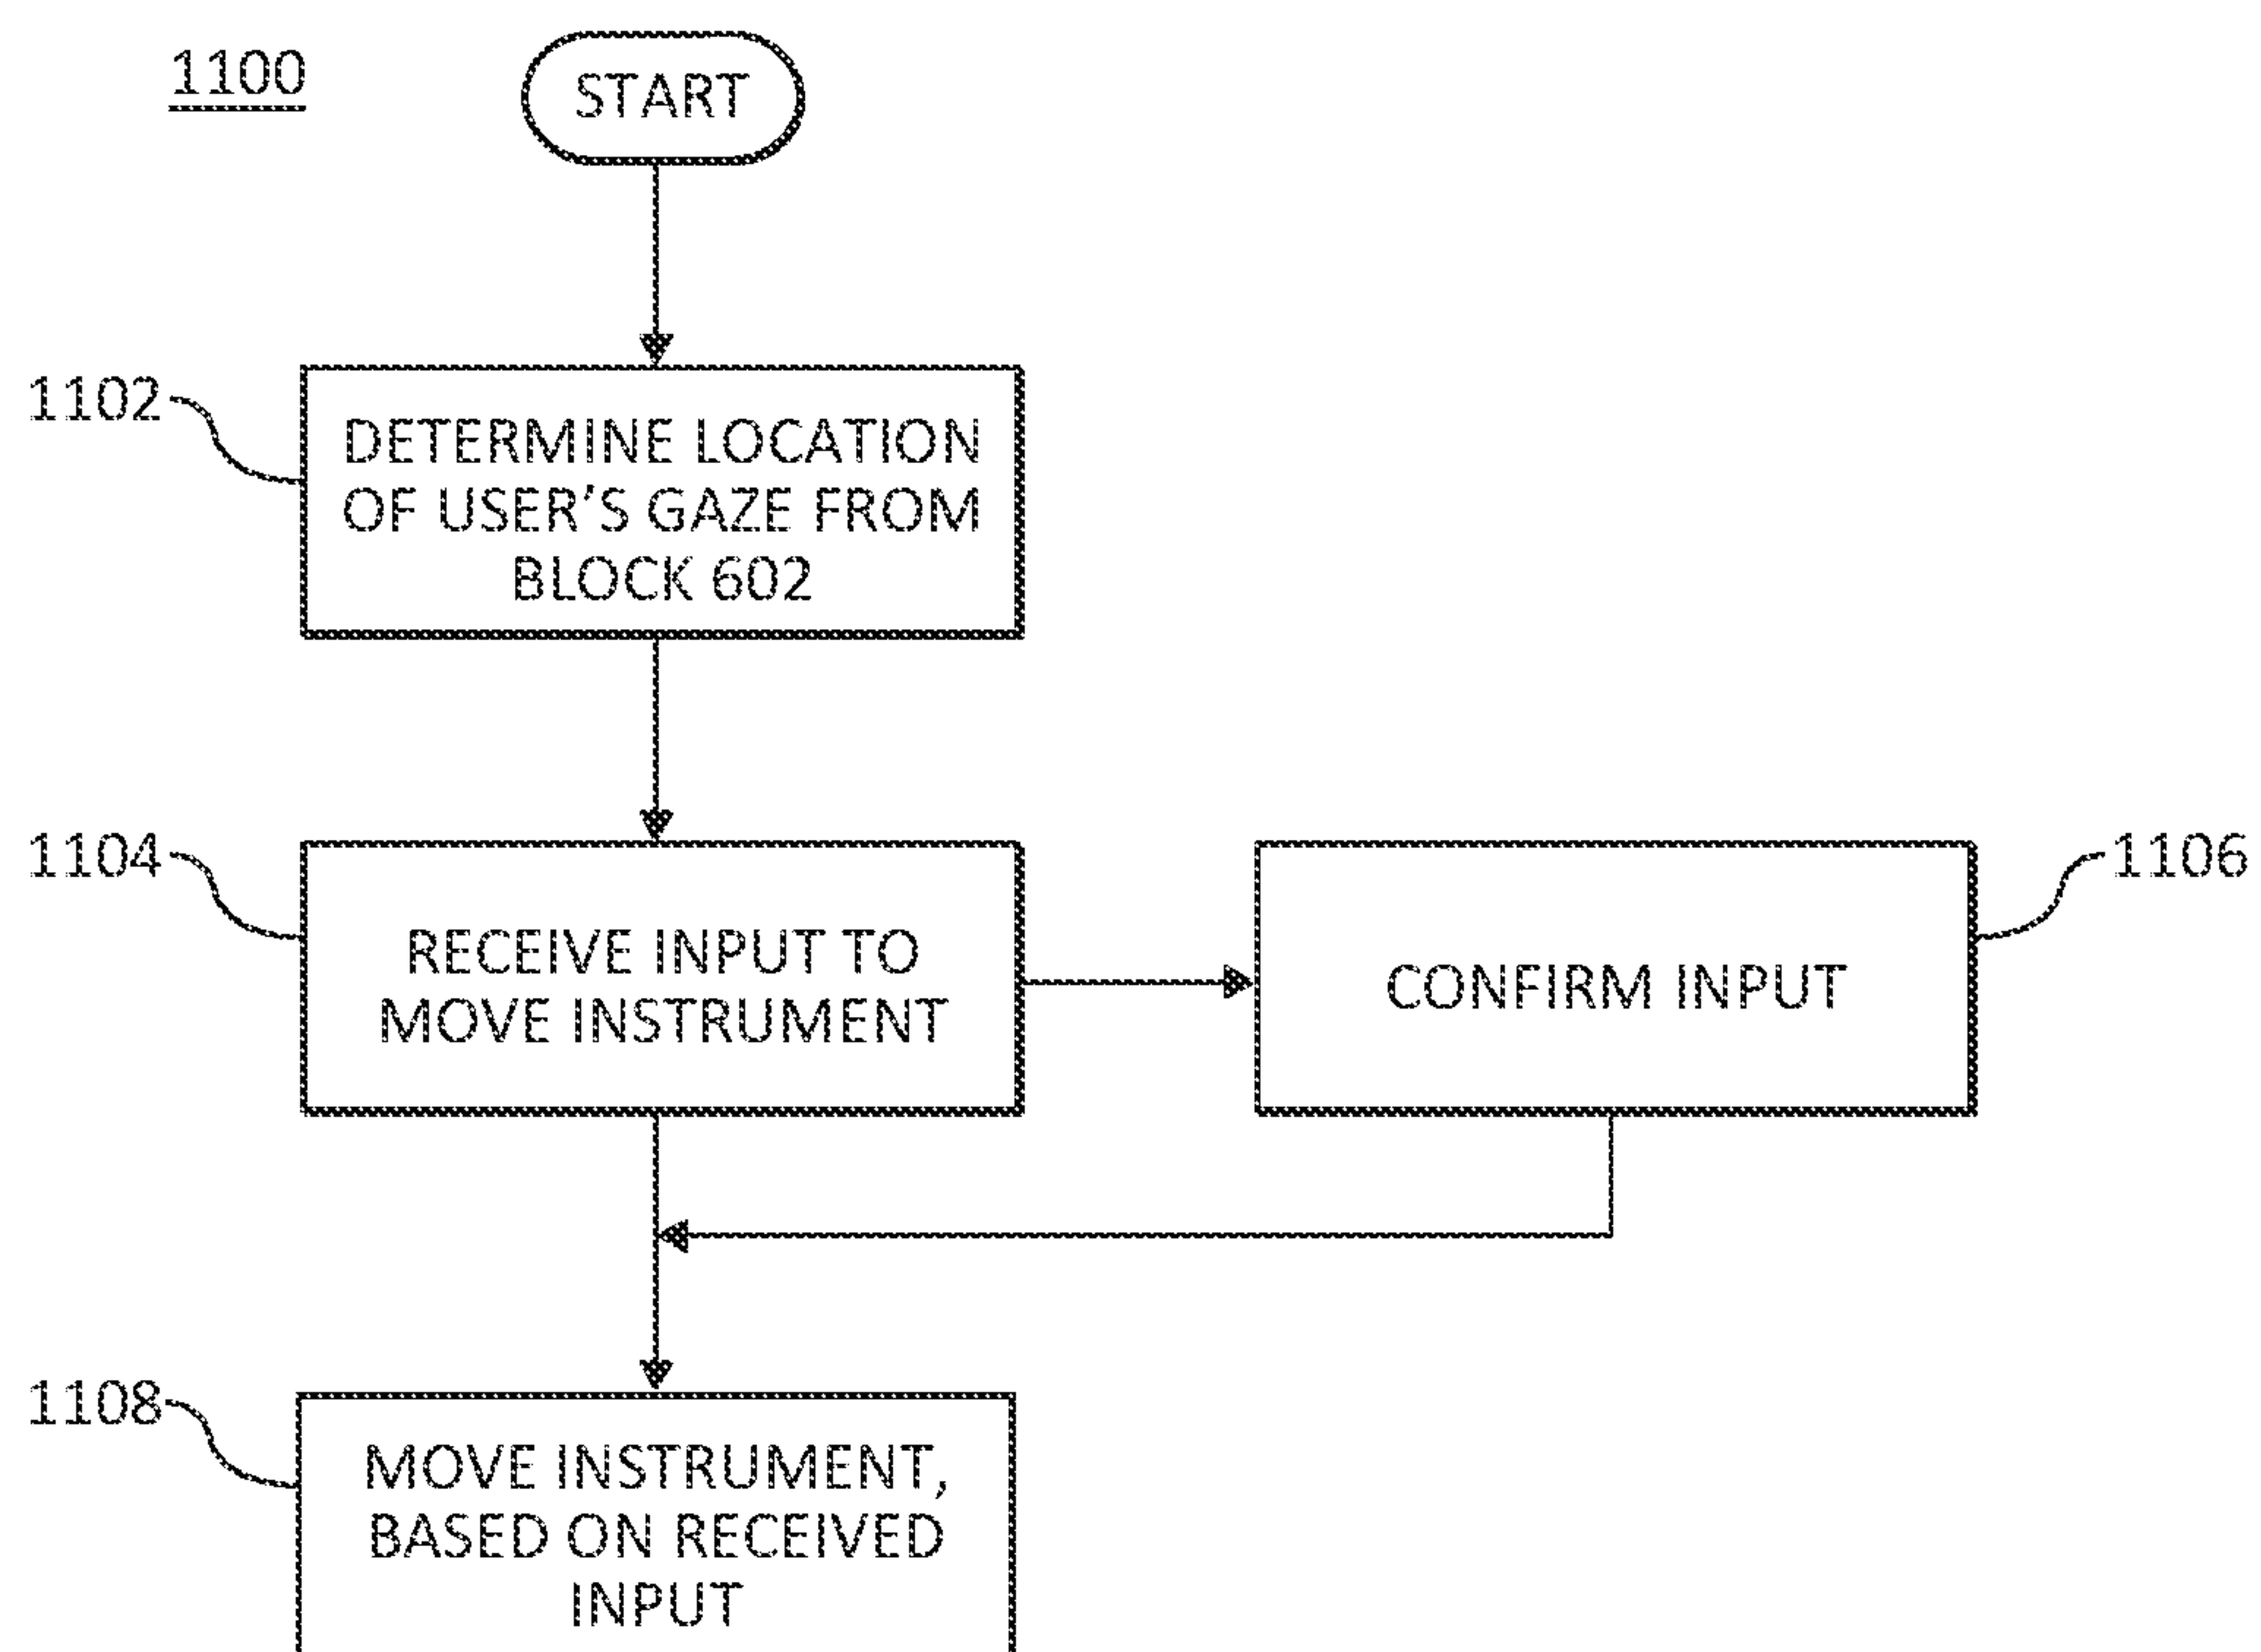 1100
START
1102
DETERMINE LOCATION
OF USER'S GAZE FROM
BLOCK 602
1104
RECEIVE INPUT TO
MOVE INSTRUMENT
CONFIRM INPUT
1106
1108
MOVE INSTRUMENT,
BASED ON RECEIVED
INPUT